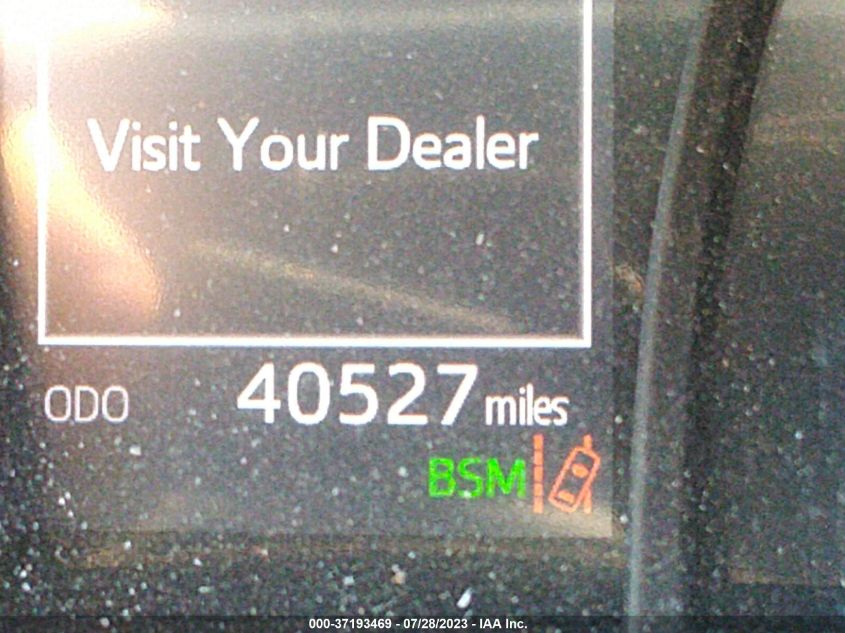 Visit Your Dealer
ODO 40527 miles
BSM
000-37193469 - 07/28/2023 - IAA Inc.